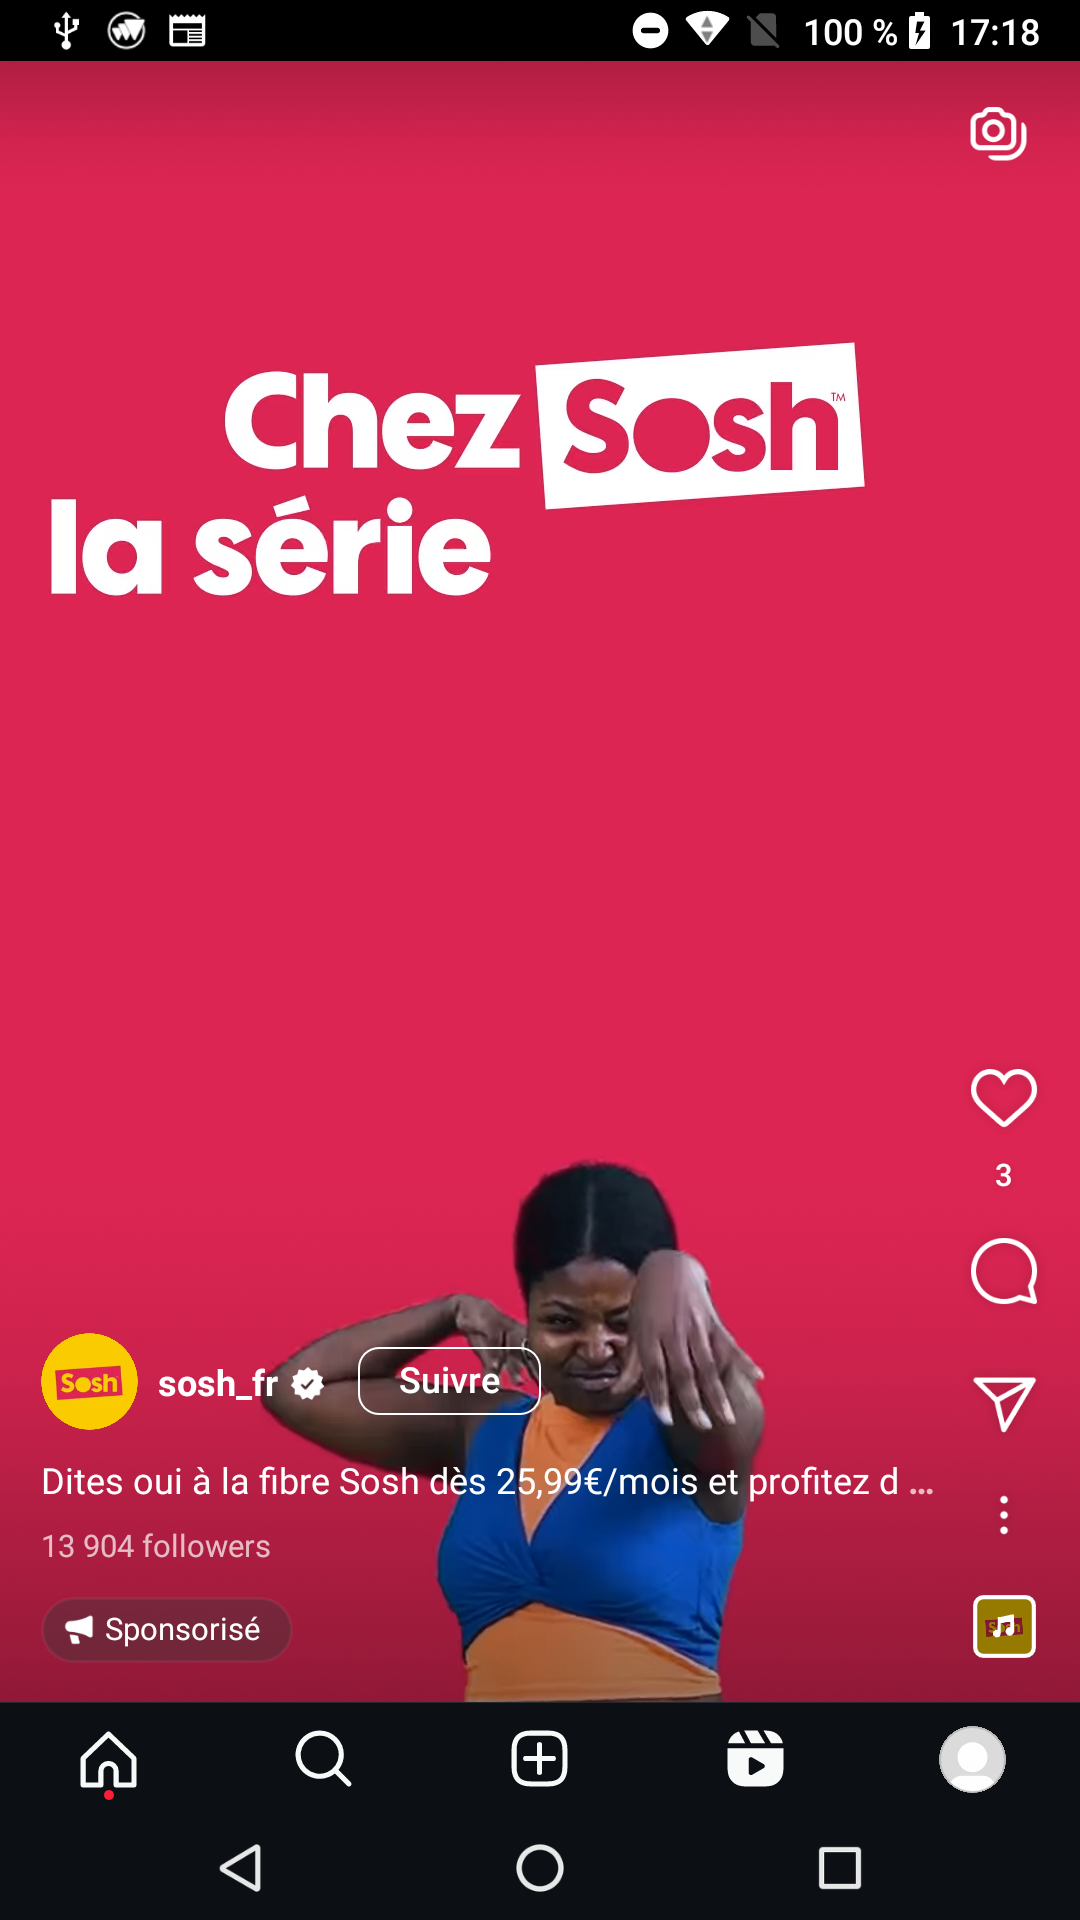 100 % 17:18
Chez Sosh™
la série
3
Sosh
sosh_fr Suivre
Dites oui à la fibre Sosh dès 25,99€/mois et profitez d ...
13 904 followers
Sponsorisé